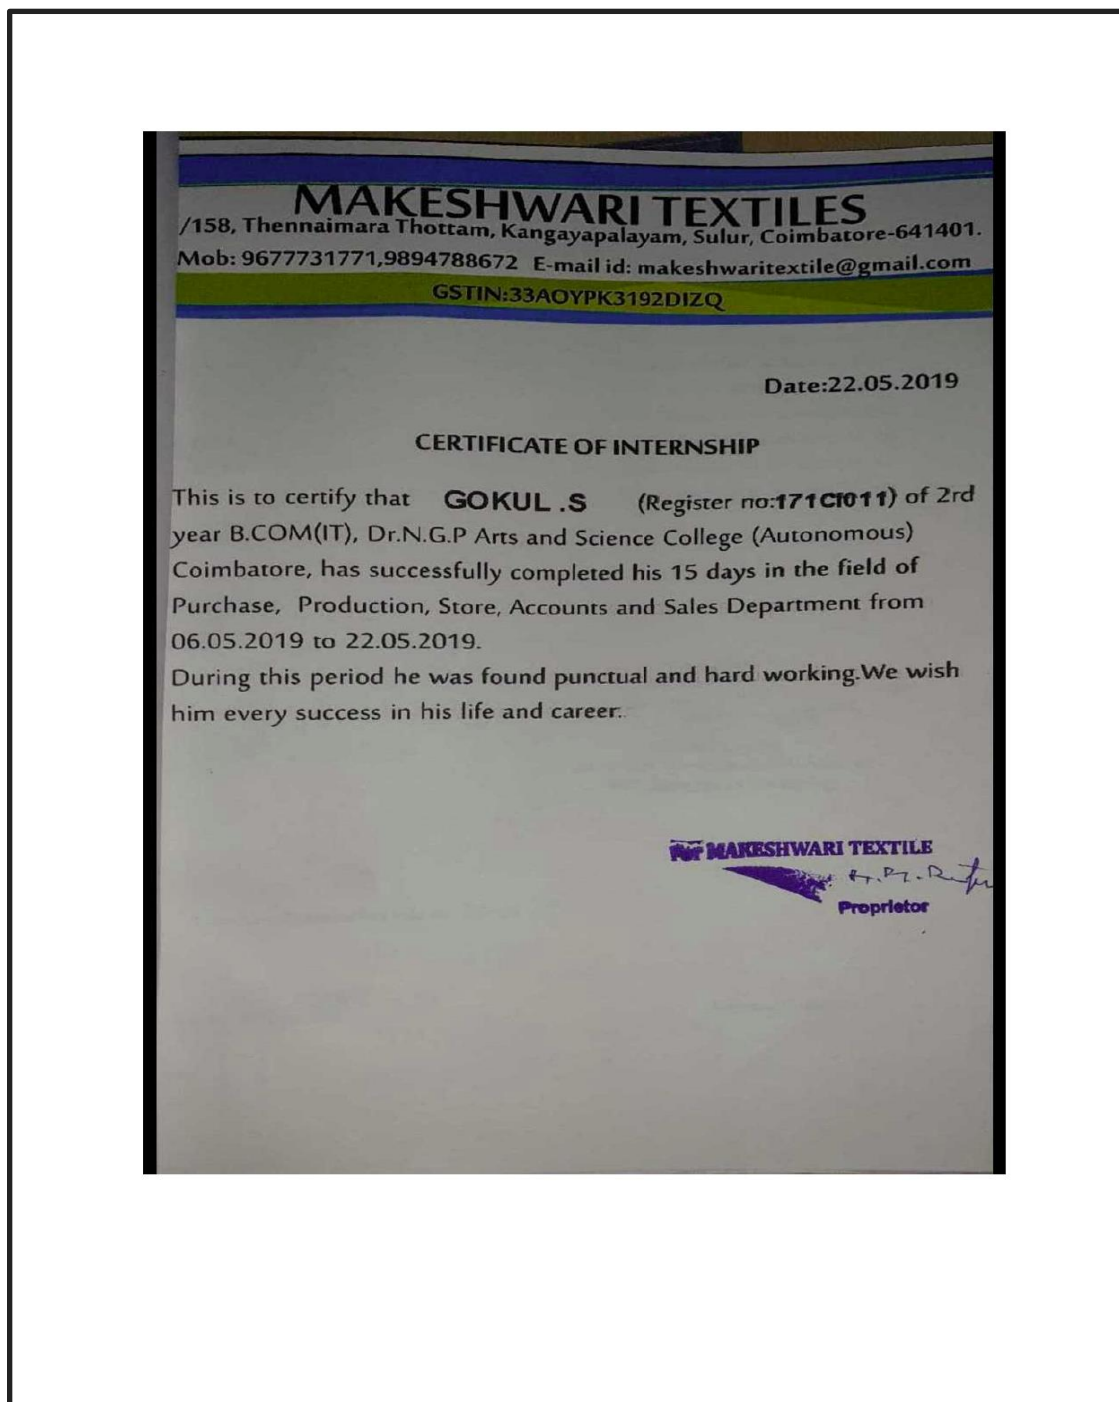 MAKESHWARI TEXTILES
/158, Thennaimara Thottam, Kangayapalayam, Sulur, Coimbatore-641401.
Mob: 9677731771,9894788672 E-mail id: makeshwaritextile@gmail.com
GSTIN:33AOYPK3192DIZQ
Date:22.05.2019
CERTIFICATE OF INTERNSHIP
This is to certify that GOKUL .S (Register no:171CI011) of 2rd
year B.COM(IT), Dr.N.G.P Arts and Science College (Autonomous)
Coimbatore, has successfully completed his 15 days in the field of
Purchase, Production, Store, Accounts and Sales Department from
06.05.2019 to 22.05.2019.
During this period he was found punctual and hard working.We wish
him every success in his life and career.
For MAKESHWARI TEXTILE
Proprietor